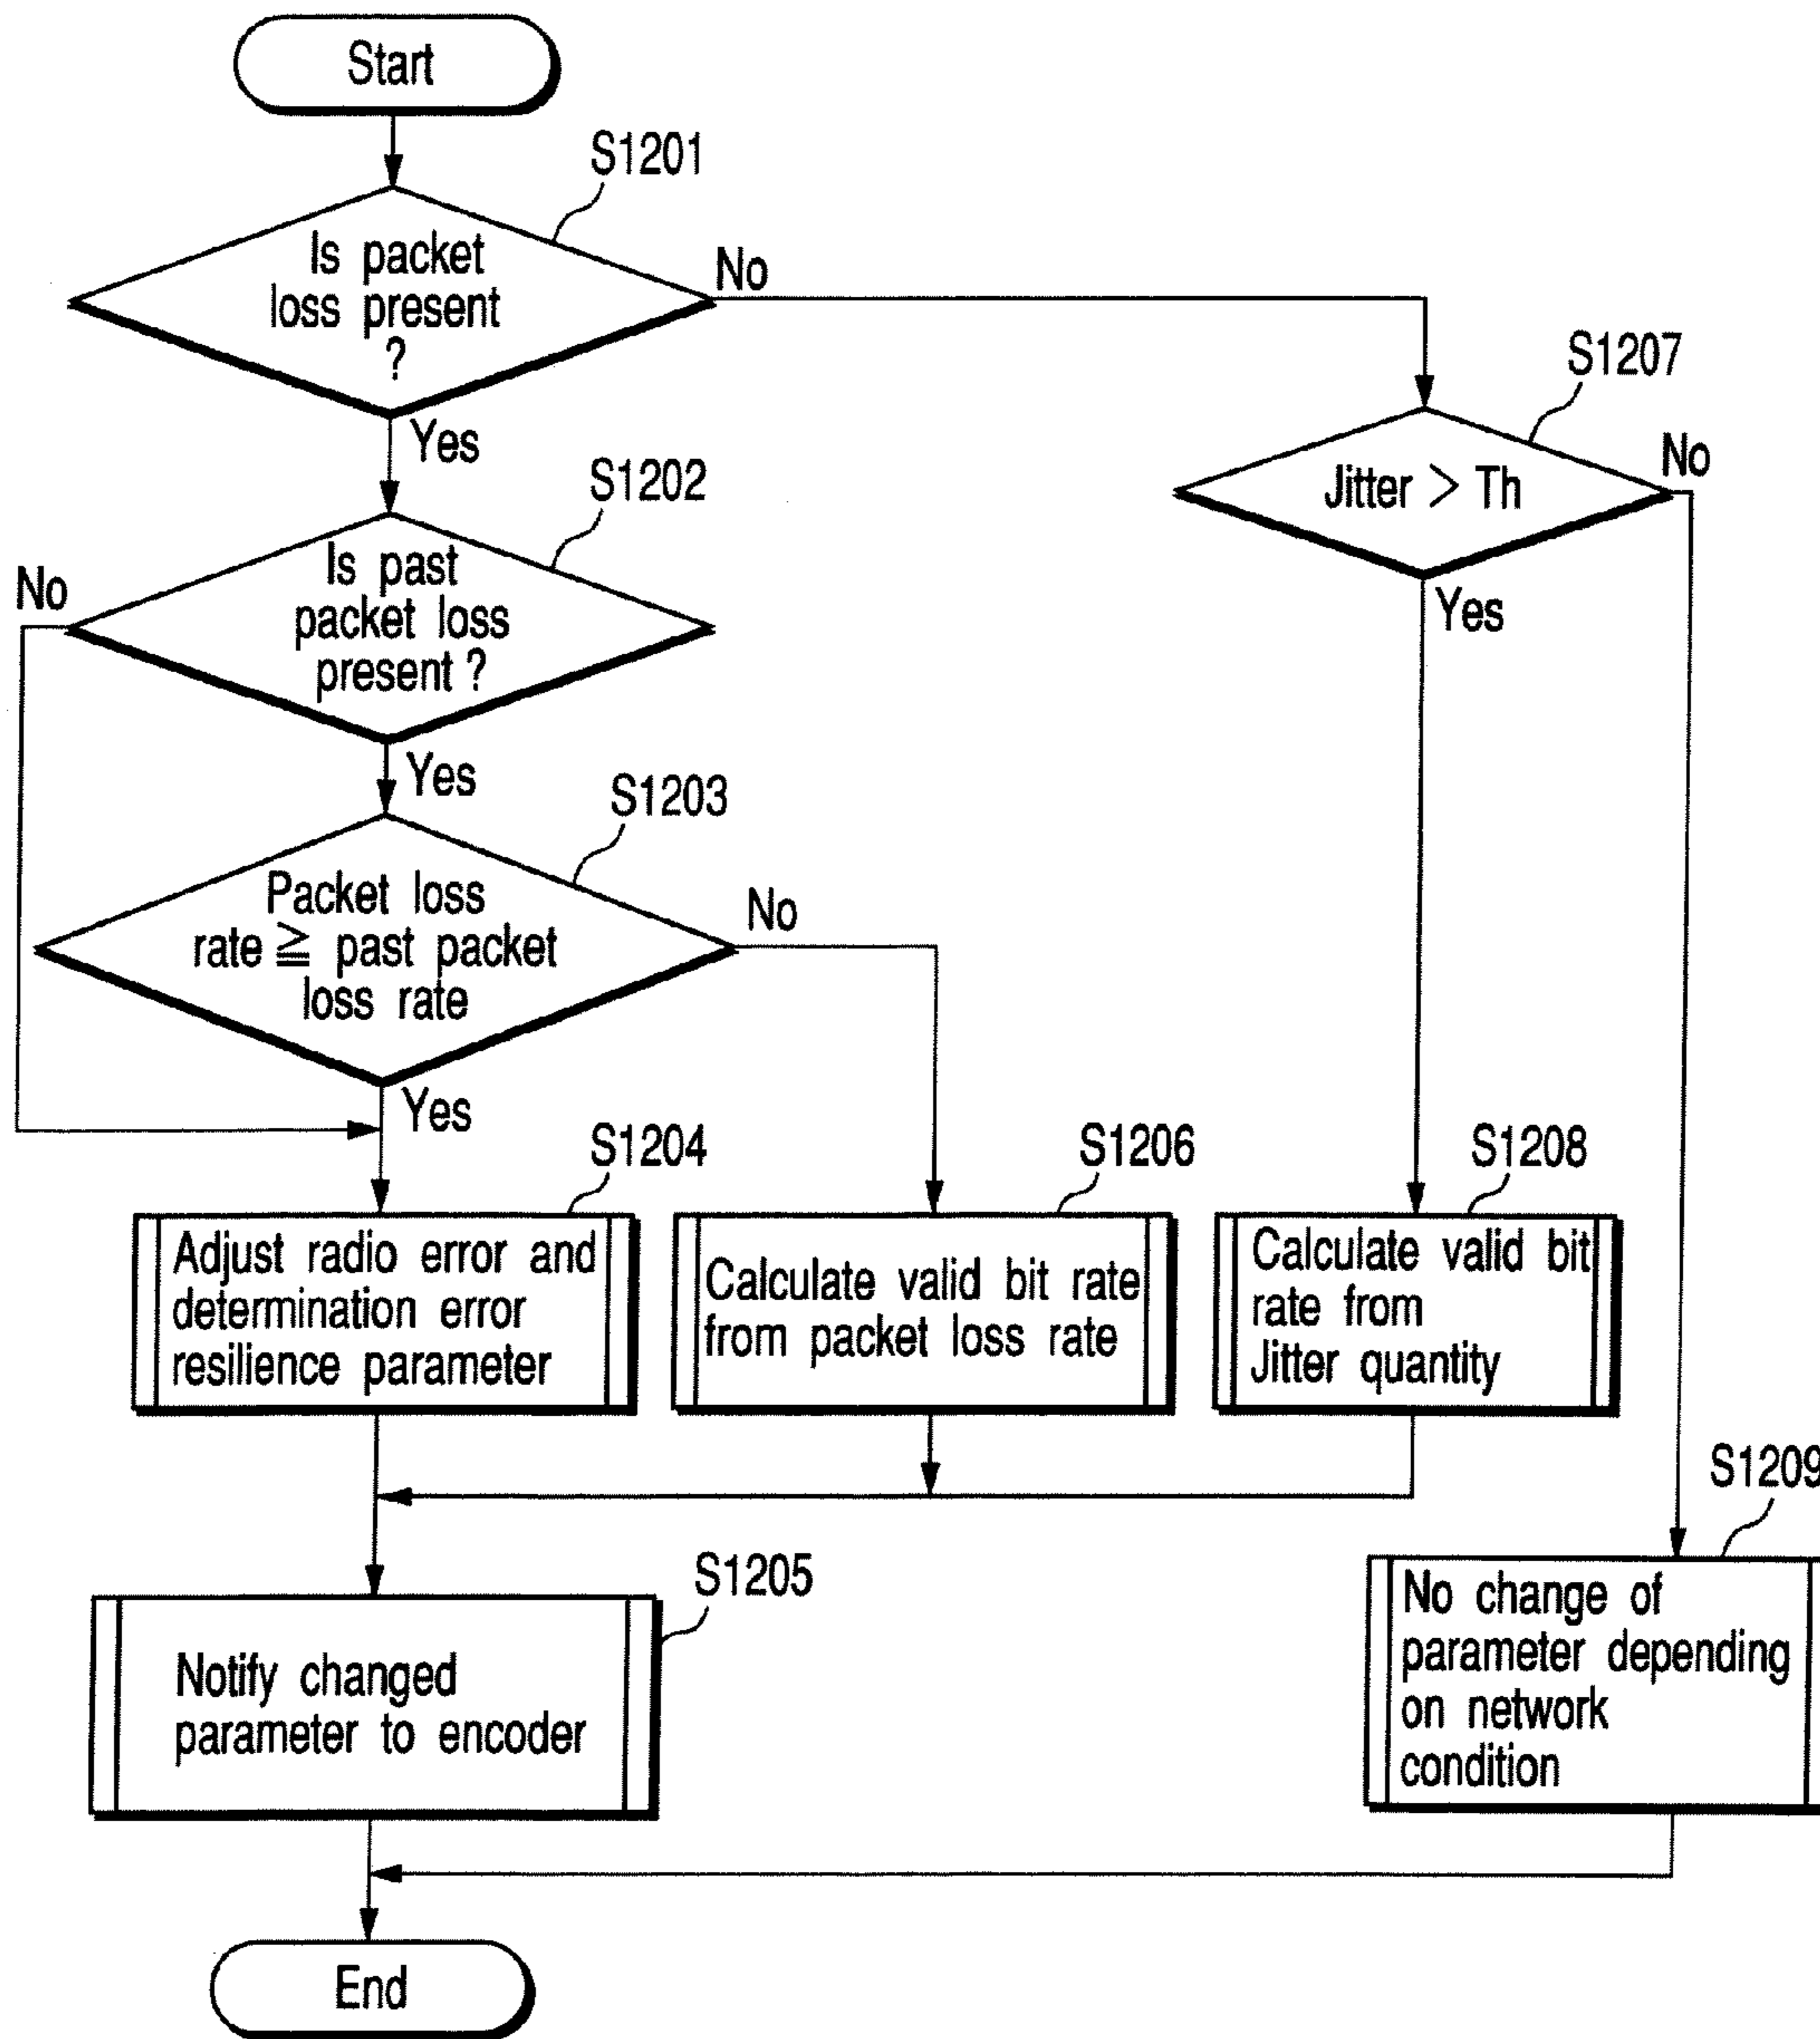 Start
S1201
Is packet
loss present
?
No
Yes
S1207
Jitter > Th
No
Yes
S1202
Is past
packet loss
present ?
No
Yes
S1203
Packet loss
rate ≧ past packet
loss rate
No
Yes
S1204
Adjust radio error and
determination error
resilience parameter
S1206
Calculate valid bit rate
from packet loss rate
S1208
Calculate valid bit
rate from
Jitter quantity
S1205
Notify changed
parameter to encoder
S1209
No change of
parameter depending
on network
condition
End